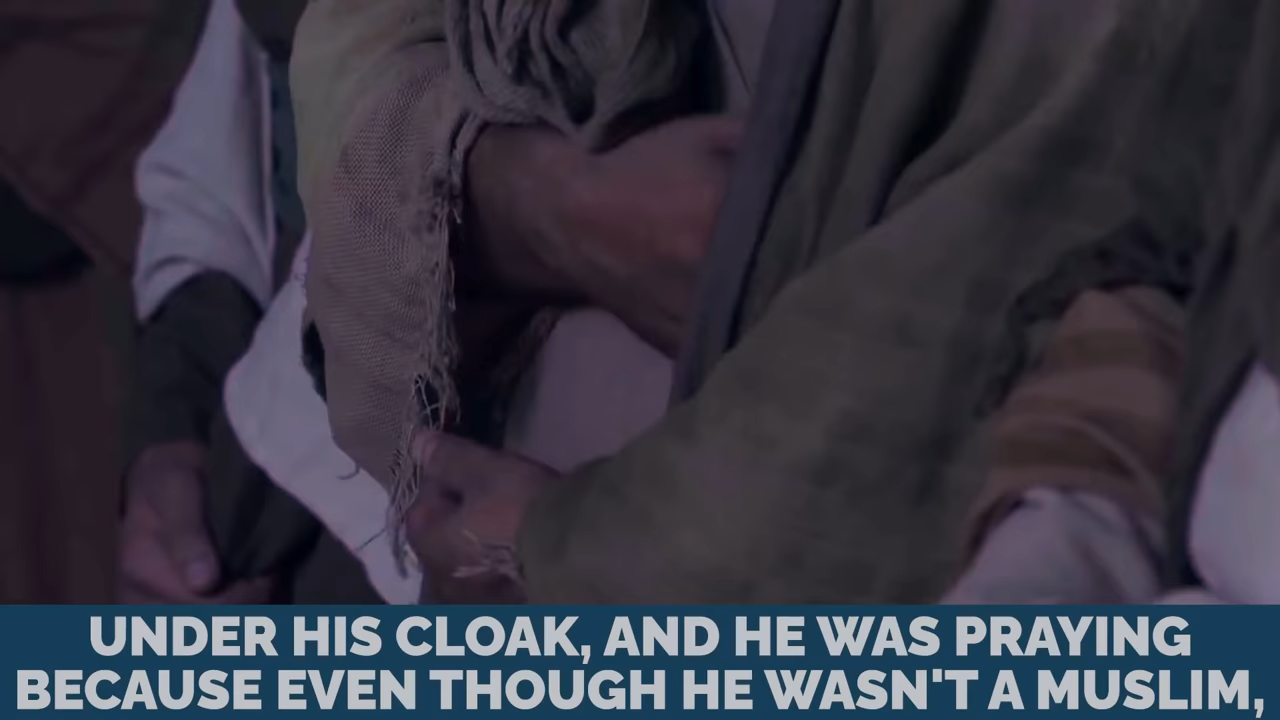 UNDER HIS CLOAK, AND HE WAS PRAYING
BECAUSE EVEN THOUGH HE WASN'T A MUSLIM,